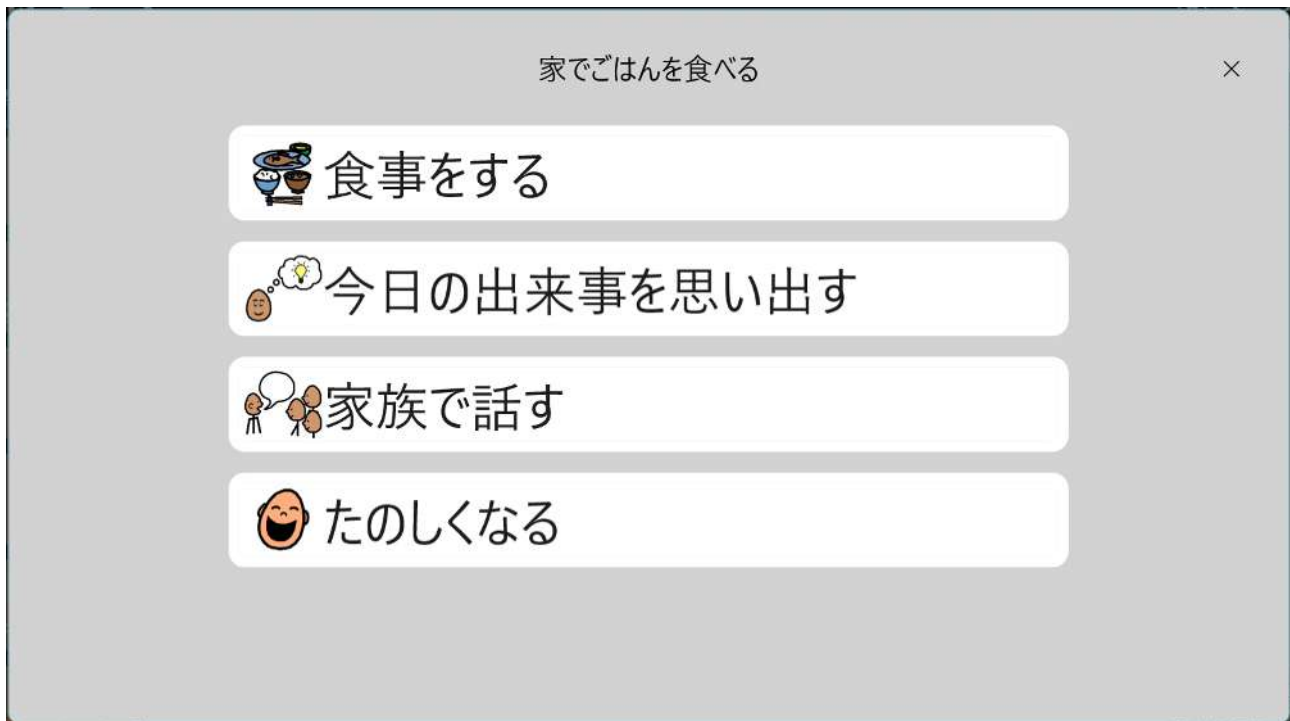 家でごはんを食べる
食事をする
今日の出来事を思い出す
家族で話す
たのしくなる